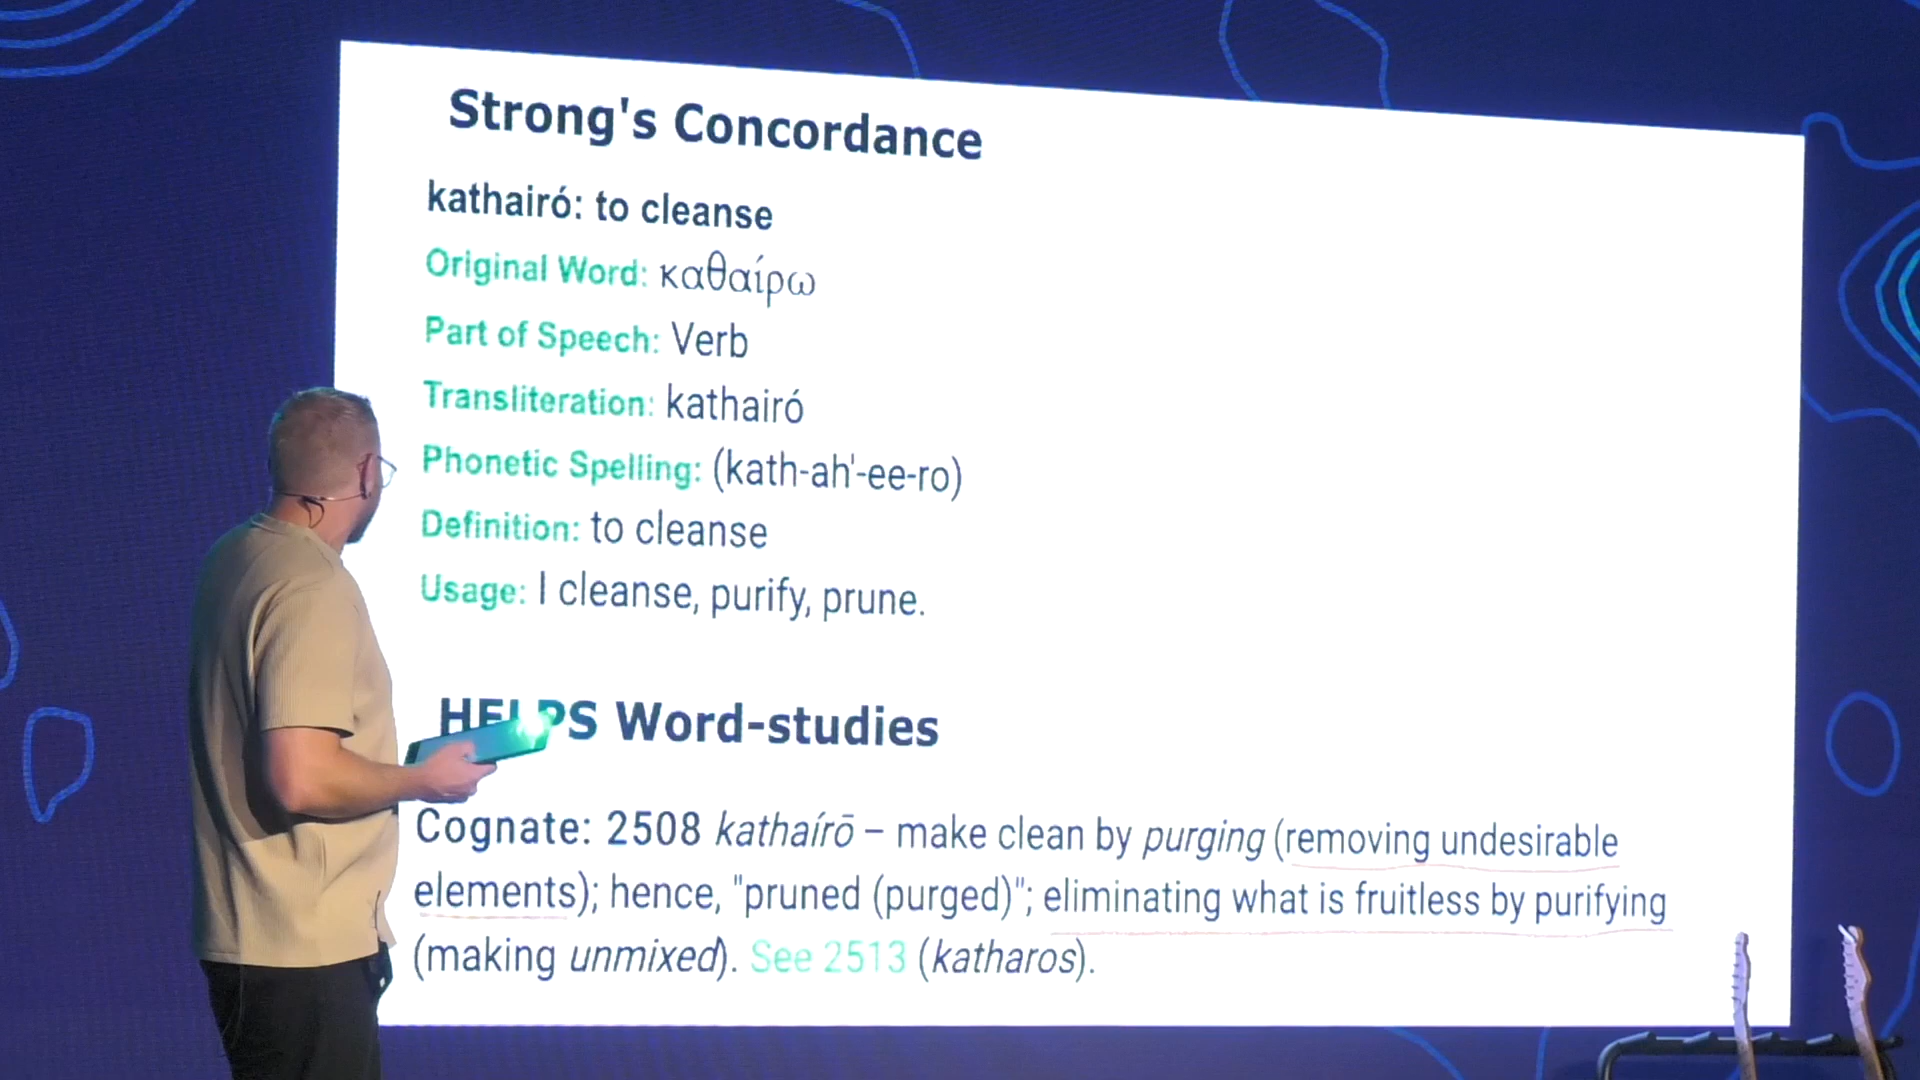 Strong's Concordance
kathairó: to cleanse
Original Word: καθαίρω
Part of Speech: Verb
Transliteration: kathairó
Phonetic Spelling: (kath-ah'-ee-ro)
Definition: to cleanse
Usage: I cleanse, purify, prune.
HELPS Word-studies
Cognate: 2508 kathaírō – make clean by purging (removing undesirable
elements); hence, "pruned (purged)"; eliminating what is fruitless by purifying
(making unmixed). See 2513 (katharos).